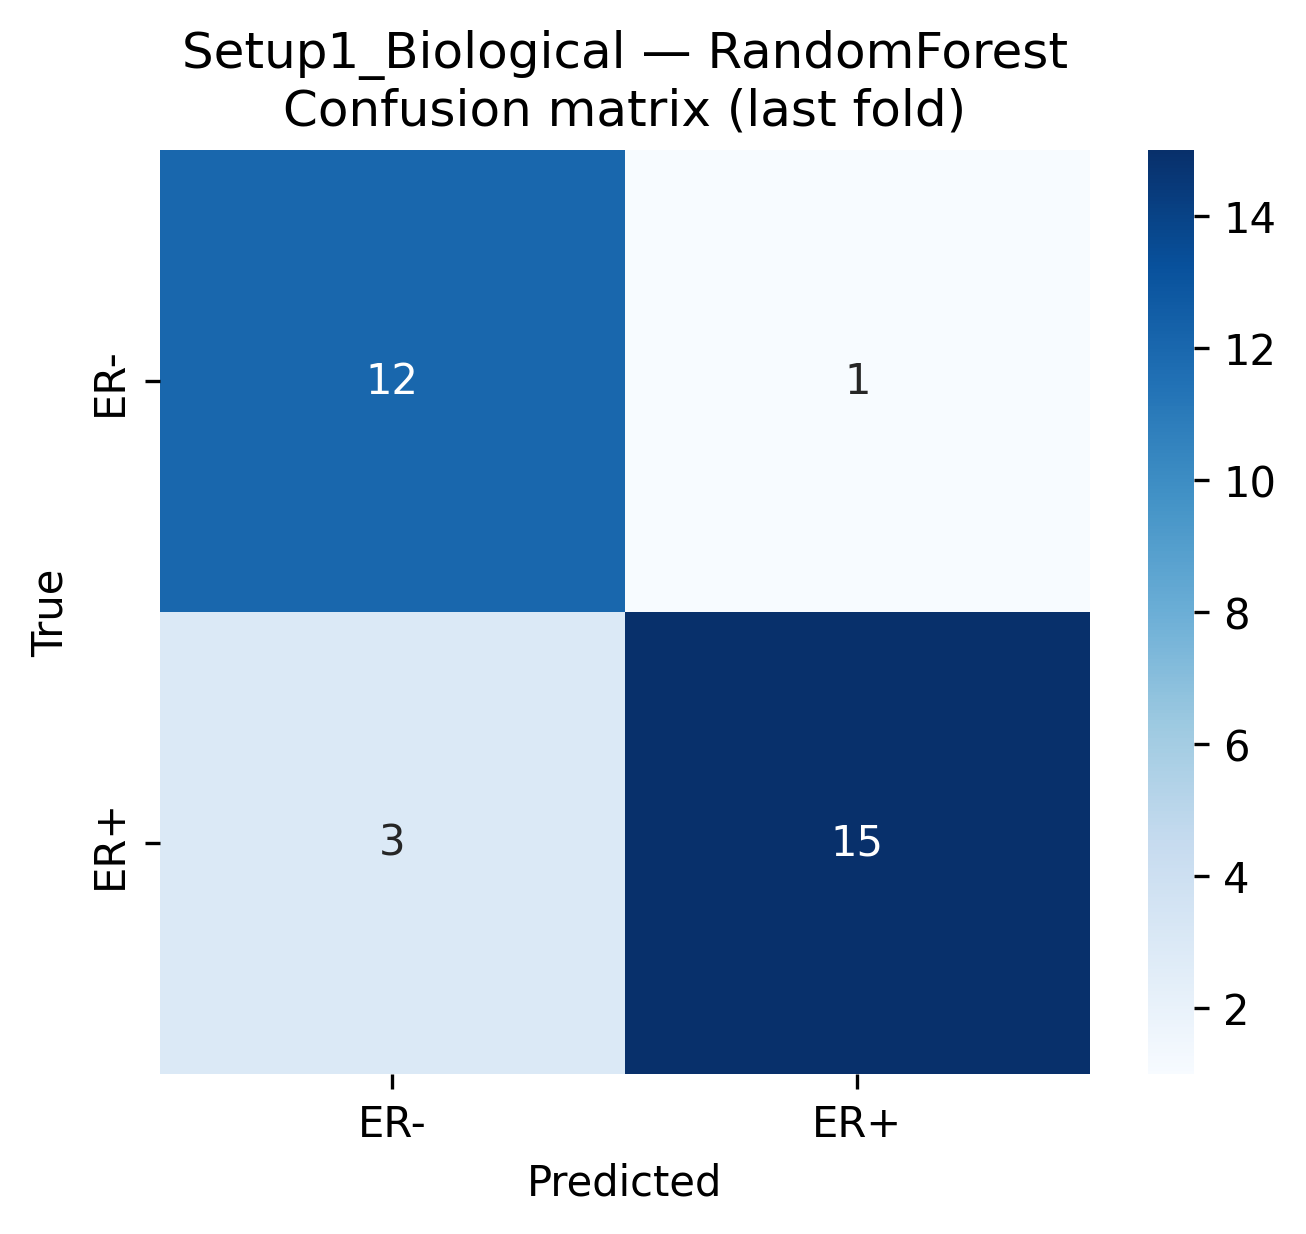 Setup1_Biological — RandomForest
Confusion matrix (last fold)
True
ER-
ER+
12
1
3
15
ER-
ER+
Predicted
14
12
10
8
6
4
2